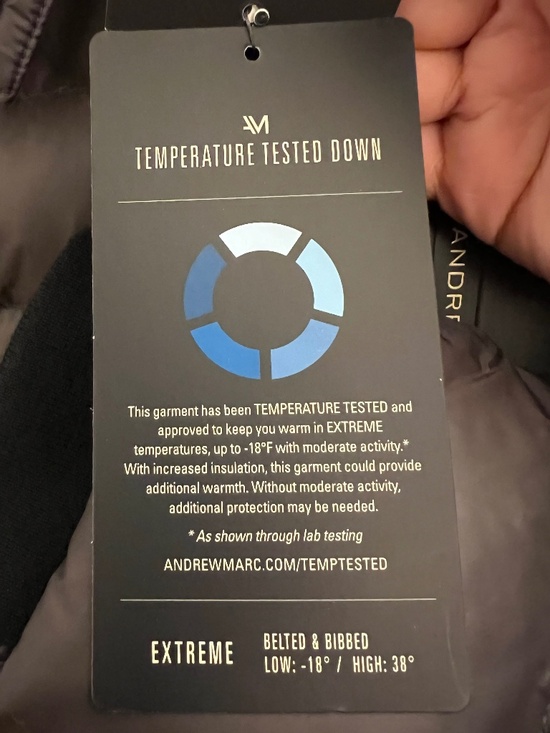 AM
TEMPERATURE TESTED DOWN
This garment has been TEMPERATURE TESTED and
approved to keep you warm in EXTREME
temperatures, up to -18°F with moderate activity.*
With increased insulation, this garment could provide
additional warmth. Without moderate activity,
additional protection may be needed.
* As shown through lab testing
ANDREWMARC.COM/TEMPTESTED
EXTREME
BELTED & BIBBED
LOW: -18° / HIGH: 38°
ANDR